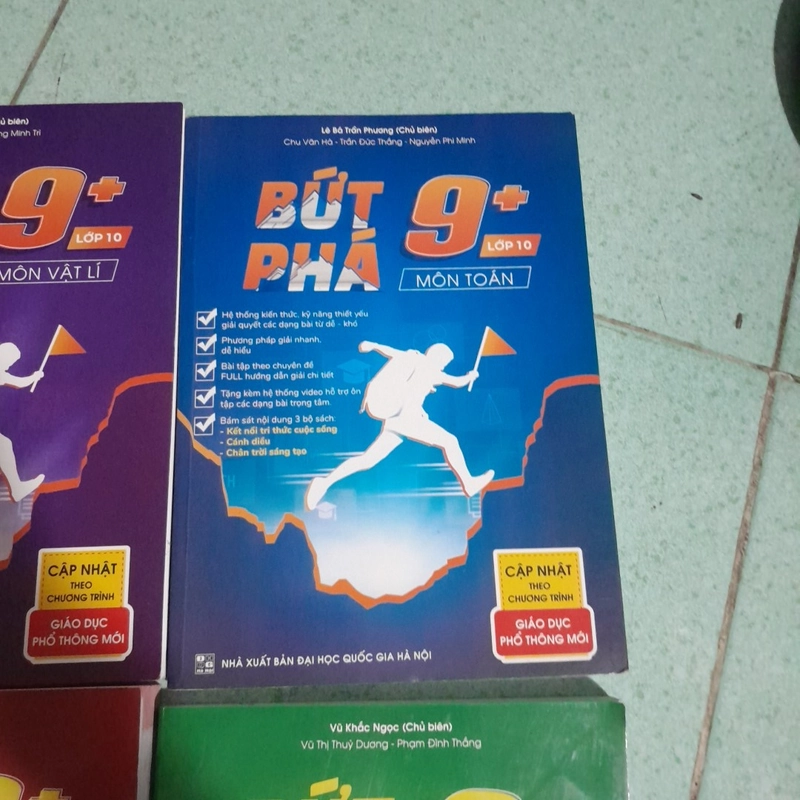 ủ biên)
ng Minh Trí
9+
LỚP 10
MÔN VẬT LÍ
CẬP NHẬT
THEO
CHƯƠNG TRÌNH
GIÁO DỤC
PHỔ THÔNG MỚI
Lê Bá Trần Phương (Chủ biên)
Chu Văn Hà - Trần Đức Thắng - Nguyễn Phi Minh
BỨT
PHÁ
9+
LỚP 10
MÔN TOÁN
Hệ thống kiến thức, kỹ năng thiết yếu
giải quyết các dạng bài từ dễ - khó
Phương pháp giải nhanh,
dễ hiểu
Bài tập theo chuyên đề
FULL hướng dẫn giải chi tiết
Tặng kèm hệ thống video hỗ trợ ôn
tập các dạng bài trọng tâm.
Bám sát nội dung 3 bộ sách:
- Kết nối tri thức cuộc sống
- Cánh diều
- Chân trời sáng tạo
CẬP NHẬT
THEO
CHƯƠNG TRÌNH
GIÁO DỤC
PHỔ THÔNG MỚI
NHÀ XUẤT BẢN ĐẠI HỌC QUỐC GIA HÀ NỘI
Vũ Khắc Ngọc (Chủ biên)
Vũ Thị Thuỳ Dương - Phạm Đình Thắng